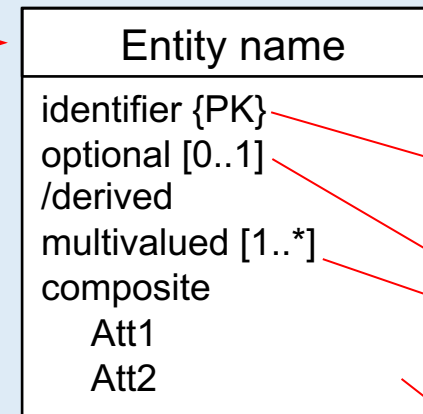 Entity name
identifier {PK}
optional [0..1]
/derived
multivalued [1..*]
composite
Att1
Att2